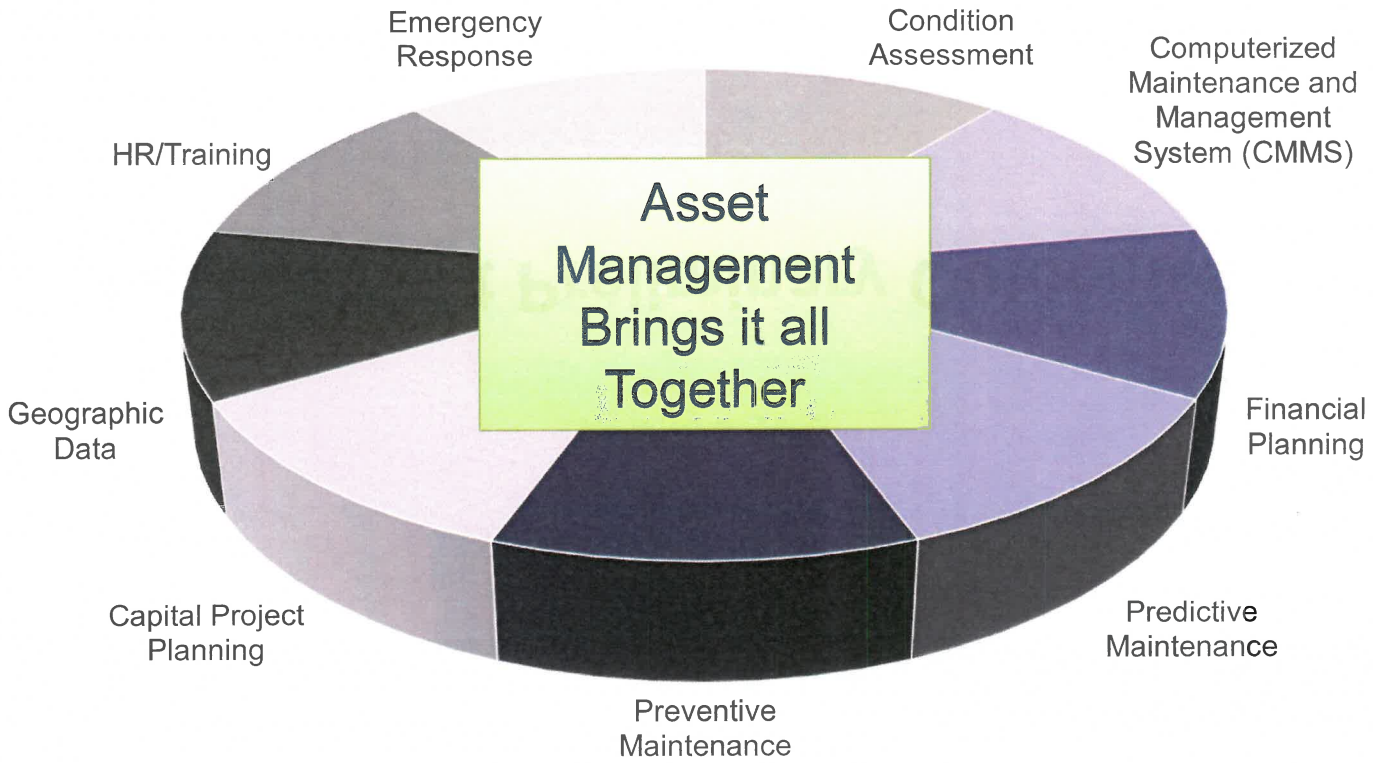 Emergency
Response
Condition
Assessment
Computerized
Maintenance and
Management
System (CMMS)
HR/Training
Asset
Management
Brings it all
Together
Geographic
Data
Financial
Planning
Capital Project
Planning
Predictive
Maintenance
Preventive
Maintenance